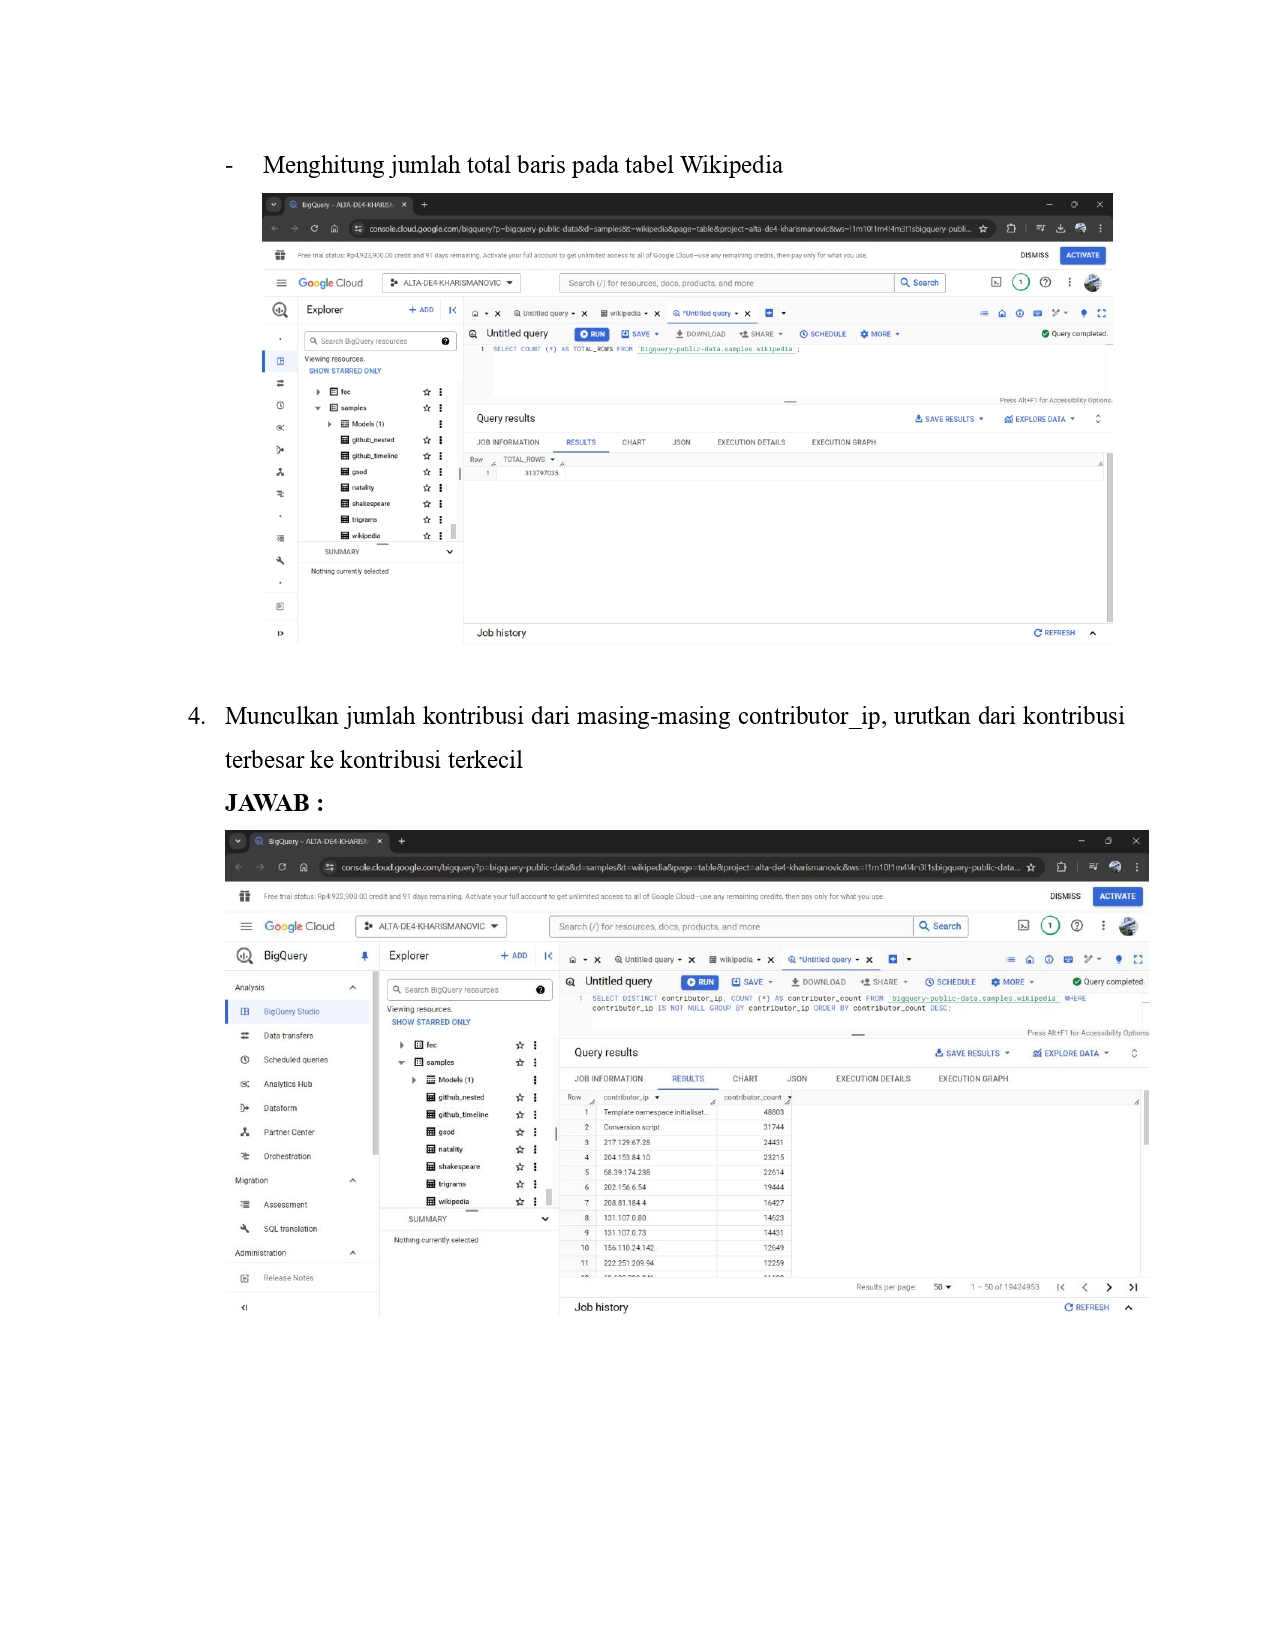 - Menghitung jumlah total baris pada tabel Wikipedia
BigQuery – ALTA-DE4-KHARISM
console.cloud.google.com/bigquery?p=bigquery-public-data&d=samples&t=wikipedia&page=table&project=alta-de4-kharismanovic&ws=!1m10!1m4!4m3!1sbigquery-publi...
Free trial status: Rp4,923,900.00 credit and 91 days remaining. Activate your full account to get unlimited access to all of Google Cloud—use any remaining credits, then pay only for what you use.
DISMISS ACTIVATE
Google Cloud ALTA-DE4-KHARISMANOVIC Search (/) for resources, docs, products, and more Search 1
Explorer + ADD Untitled query wikipedia *Untitled query
Untitled query RUN SAVE DOWNLOAD SHARE SCHEDULE MORE Query completed.
Search BigQuery resources
1 SELECT COUNT (*) AS TOTAL_ROWS FROM `bigquery-public-data.samples.wikipedia`;
Viewing resources.
SHOW STARRED ONLY
fec
Press Alt+F1 for Accessibility Options.
samples
Query results SAVE RESULTS EXPLORE DATA
Models (1)
github_nested
JOB INFORMATION RESULTS CHART JSON EXECUTION DETAILS EXECUTION GRAPH
github_timeline
Row TOTAL_ROWS
gsod
1 313797035
natality
shakespeare
trigrams
wikipedia
SUMMARY
Nothing currently selected
Job history REFRESH
4. Munculkan jumlah kontribusi dari masing-masing contributor_ip, urutkan dari kontribusi
terbesar ke kontribusi terkecil
JAWAB :
BigQuery – ALTA-DE4-KHARISM
console.cloud.google.com/bigquery?p=bigquery-public-data&d=samples&t=wikipedia&page=table&project=alta-de4-kharismanovic&ws=!1m10!1m4!4m3!1sbigquery-public-data...
Free trial status: Rp4,923,900.00 credit and 91 days remaining. Activate your full account to get unlimited access to all of Google Cloud—use any remaining credits, then pay only for what you use.
DISMISS ACTIVATE
Google Cloud ALTA-DE4-KHARISMANOVIC Search (/) for resources, docs, products, and more Search 1
BigQuery Explorer + ADD Untitled query wikipedia *Untitled query
Untitled query RUN SAVE DOWNLOAD SHARE SCHEDULE MORE Query completed.
Analysis
Search BigQuery resources
1 SELECT DISTINCT contributor_ip, COUNT (*) AS contributor_count FROM `bigquery-public-data.samples.wikipedia` WHERE
contributor_ip IS NOT NULL GROUP BY contributor_ip ORDER BY contributor_count DESC;
BigQuery Studio
Viewing resources.
SHOW STARRED ONLY
Data transfers
Press Alt+F1 for Accessibility Options
fec
Query results SAVE RESULTS EXPLORE DATA
Scheduled queries
samples
Analytics Hub
Models (1)
JOB INFORMATION RESULTS CHART JSON EXECUTION DETAILS EXECUTION GRAPH
github_nested
Row contributor_ip contributor_count
Dataform
github_timeline
1 Template namespace initialisat... 48803
Partner Center
gsod
2 Conversion script 31744
3 217.129.67.28 24431
Orchestration
natality
4 204.153.84.10 23215
shakespeare
5 68.39.174.238 22614
Migration
trigrams
6 202.156.6.54 19444
Assessment
wikipedia
7 208.81.184.4 16427
SUMMARY
8 131.107.0.80 14623
SQL translation
9 131.107.0.73 14431
Nothing currently selected
10 156.110.24.142 12649
Administration
11 222.251.209.94 12259
Release Notes
Results per page: 50 1 – 50 of 19424953
Job history REFRESH